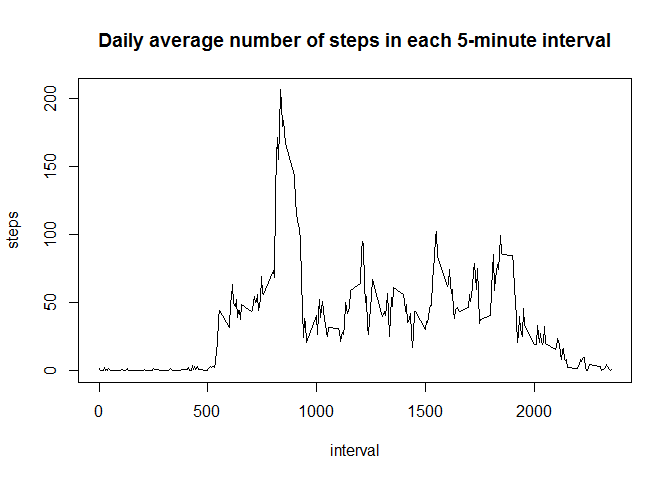 Daily average number of steps in each 5-minute interval
steps
200
150
100
50
0
0 500 1000 1500 2000
interval